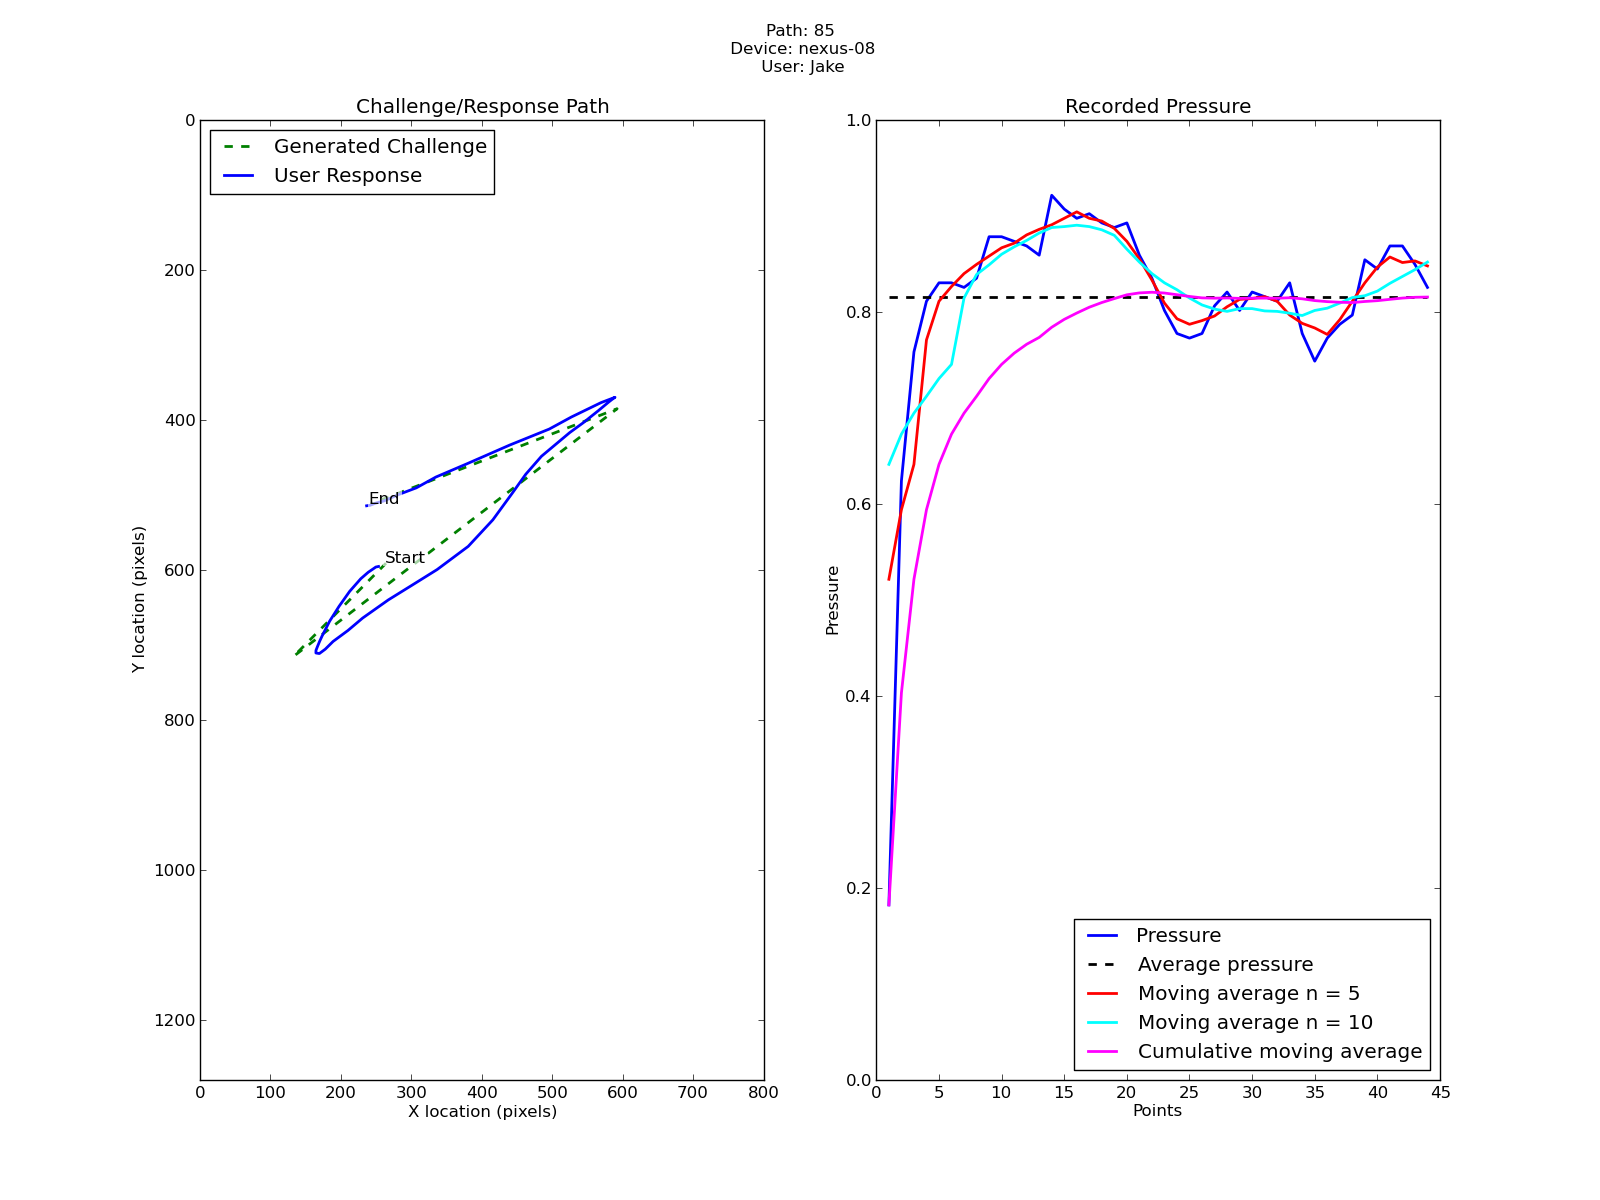 Path: 85
Device: nexus-08
User: Jake
Challenge/Response Path
Generated Challenge
User Response
0
200
400
600
800
1000
1200
Y location (pixels)
End
Start
0 100 200 300 400 500 600 700 800
X location (pixels)
Recorded Pressure
1.0
0.8
0.6
0.4
0.2
0.0
Pressure
Pressure
Average pressure
Moving average n = 5
Moving average n = 10
Cumulative moving average
0 5 10 15 20 25 30 35 40 45
Points